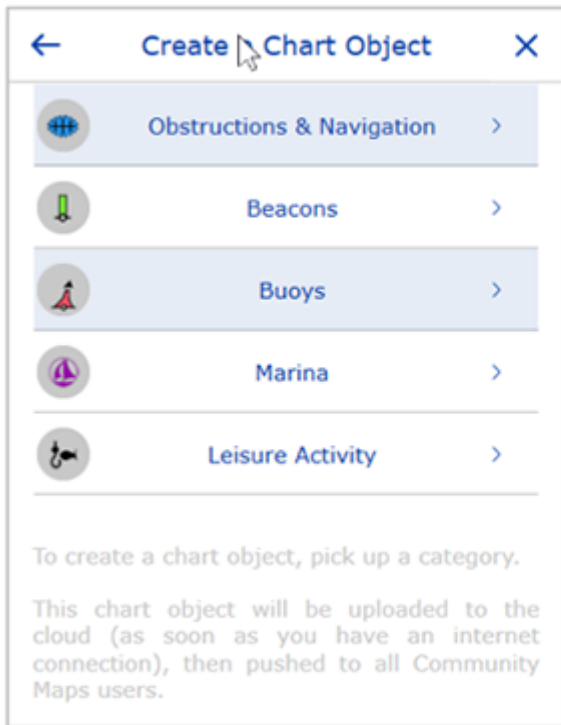 Create Chart Object
Obstructions & Navigation
Beacons
Buoys
Marina
Leisure Activity
To create a chart object, pick up a category.
This chart object will be uploaded to the
cloud (as soon as you have an internet
connection), then pushed to all Community
Maps users.